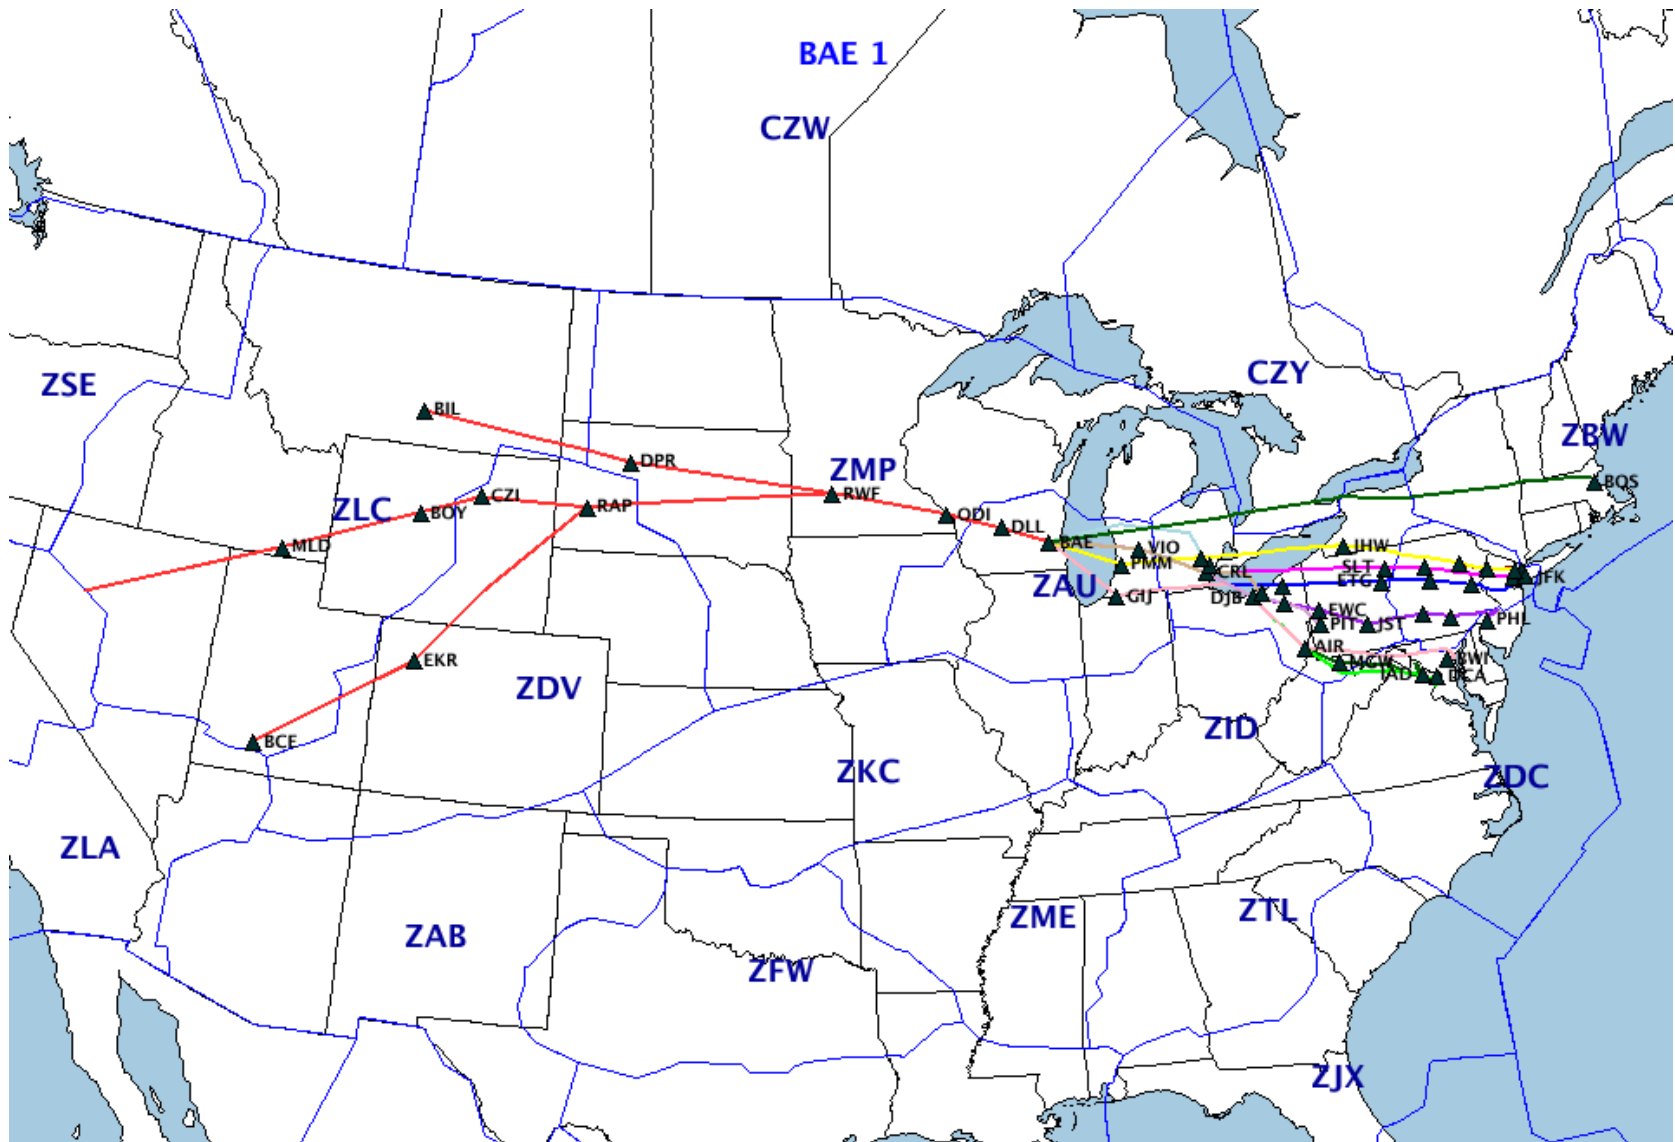 BAE 1
CZW
ZSE
CZY
BIL
ZBW
DPR
ZMP
BOS
RWF
CZI
ZLC
BOY
RAP
ODI
DLL
MLD
BAE
VIO
JHW
PMM
CRL
SLT
JFK
ETG
ZAU
GIJ
DJB
EWC
PIT
JST
PHL
AIR
MGW
BWI
IAD
DCA
EKR
ZDV
BCE
ZID
ZKC
ZDC
ZLA
ZME
ZTL
ZAB
ZFW
ZJX